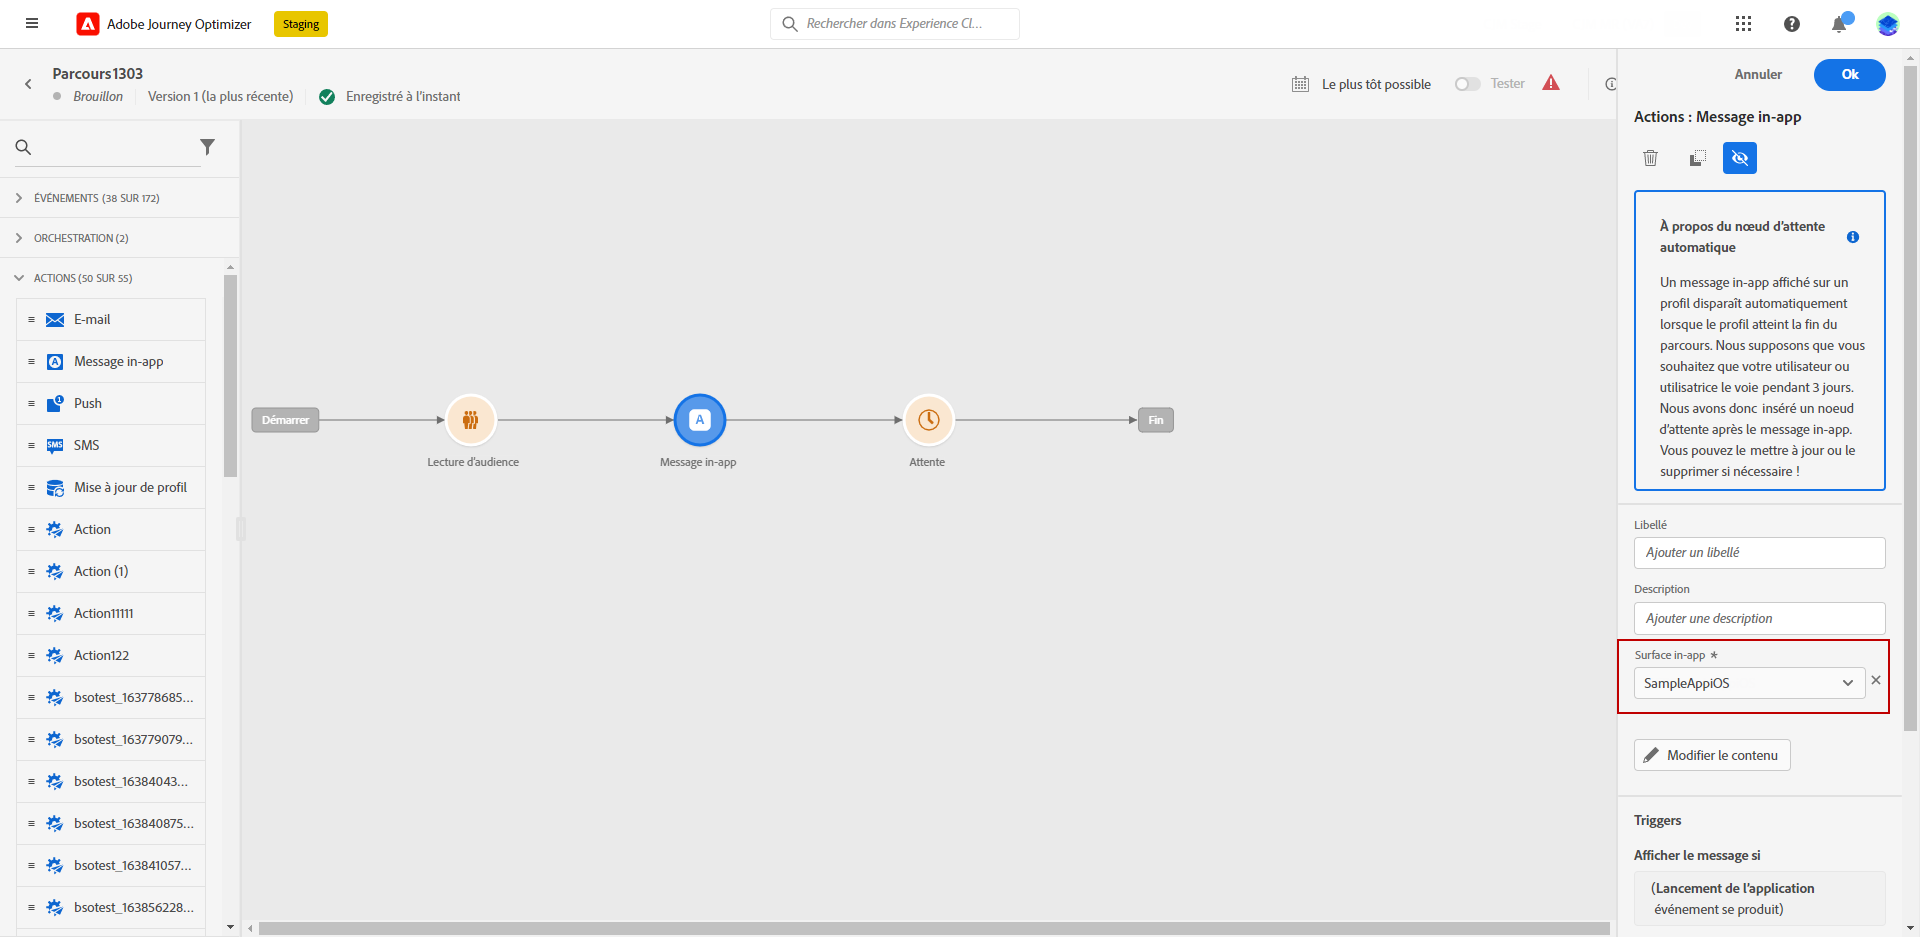 Adobe Journey Optimizer
Staging
Rechercher dans Experience Cl...
Parcours1303
Brouillon
Version 1 (la plus récente)
Enregistré à l'instant
Le plus tôt possible
Tester
Annuler
Ok
ÉVÉNEMENTS (38 SUR 172)
ORCHESTRATION (2)
ACTIONS (50 SUR 55)
E-mail
Message in-app
Push
SMS
SMS
Mise à jour de profil
Action
Action (1)
Action11111
Action122
bsotest_163778685...
bsotest_163779079...
bsotest_16384043...
bsotest_163840875...
bsotest_163841057...
bsotest_163856228...
Démarrer
Lecture d'audience
A
Message in-app
Attente
Fin
Actions : Message in-app
À propos du nœud d'attente
automatique
Un message in-app affiché sur un
profil disparaît automatiquement
lorsque le profil atteint la fin du
parcours. Nous supposons que vous
souhaitez que votre utilisateur ou
utilisatrice le voie pendant 3 jours.
Nous avons donc inséré un noeud
d'attente après le message in-app.
Vous pouvez le mettre à jour ou le
supprimer si nécessaire !
Libellé
Ajouter un libellé
Description
Ajouter une description
Surface in-app *
SampleAppiOS
Modifier le contenu
Triggers
Afficher le message si
(Lancement de l'application
événement se produit)